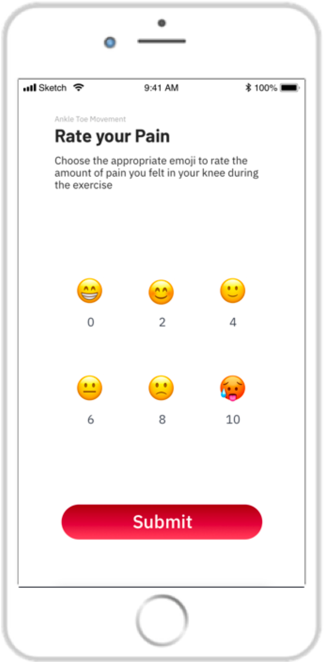 Sketch 9:41 AM 100%
Ankle Toe Movement
Rate your Pain
Choose the appropriate emoji to rate the
amount of pain you felt in your knee during
the exercise
0 2 4
6 8 10
Submit